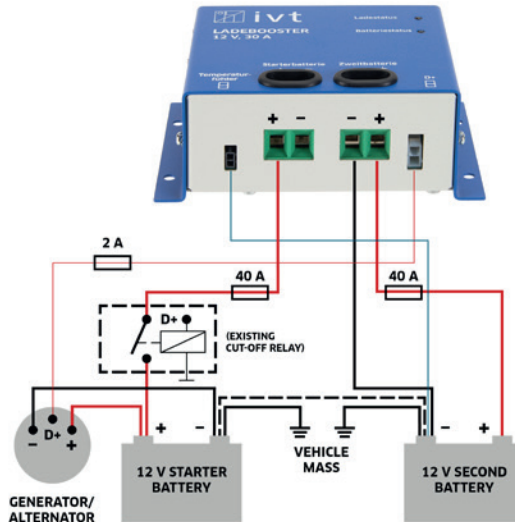 ivt
Ladestatus
Batteriestatus
LADEBOOSTER
12 V, 30 A
Starterbatterie
Zweitbatterie
Temperatur-
fühler
D+
+ −
− +
2 A
40 A
40 A
D+
(EXISTING
CUT-OFF RELAY)
− D+ +
+ −
− +
VEHICLE
MASS
12 V STARTER
BATTERY
12 V SECOND
BATTERY
GENERATOR/
ALTERNATOR